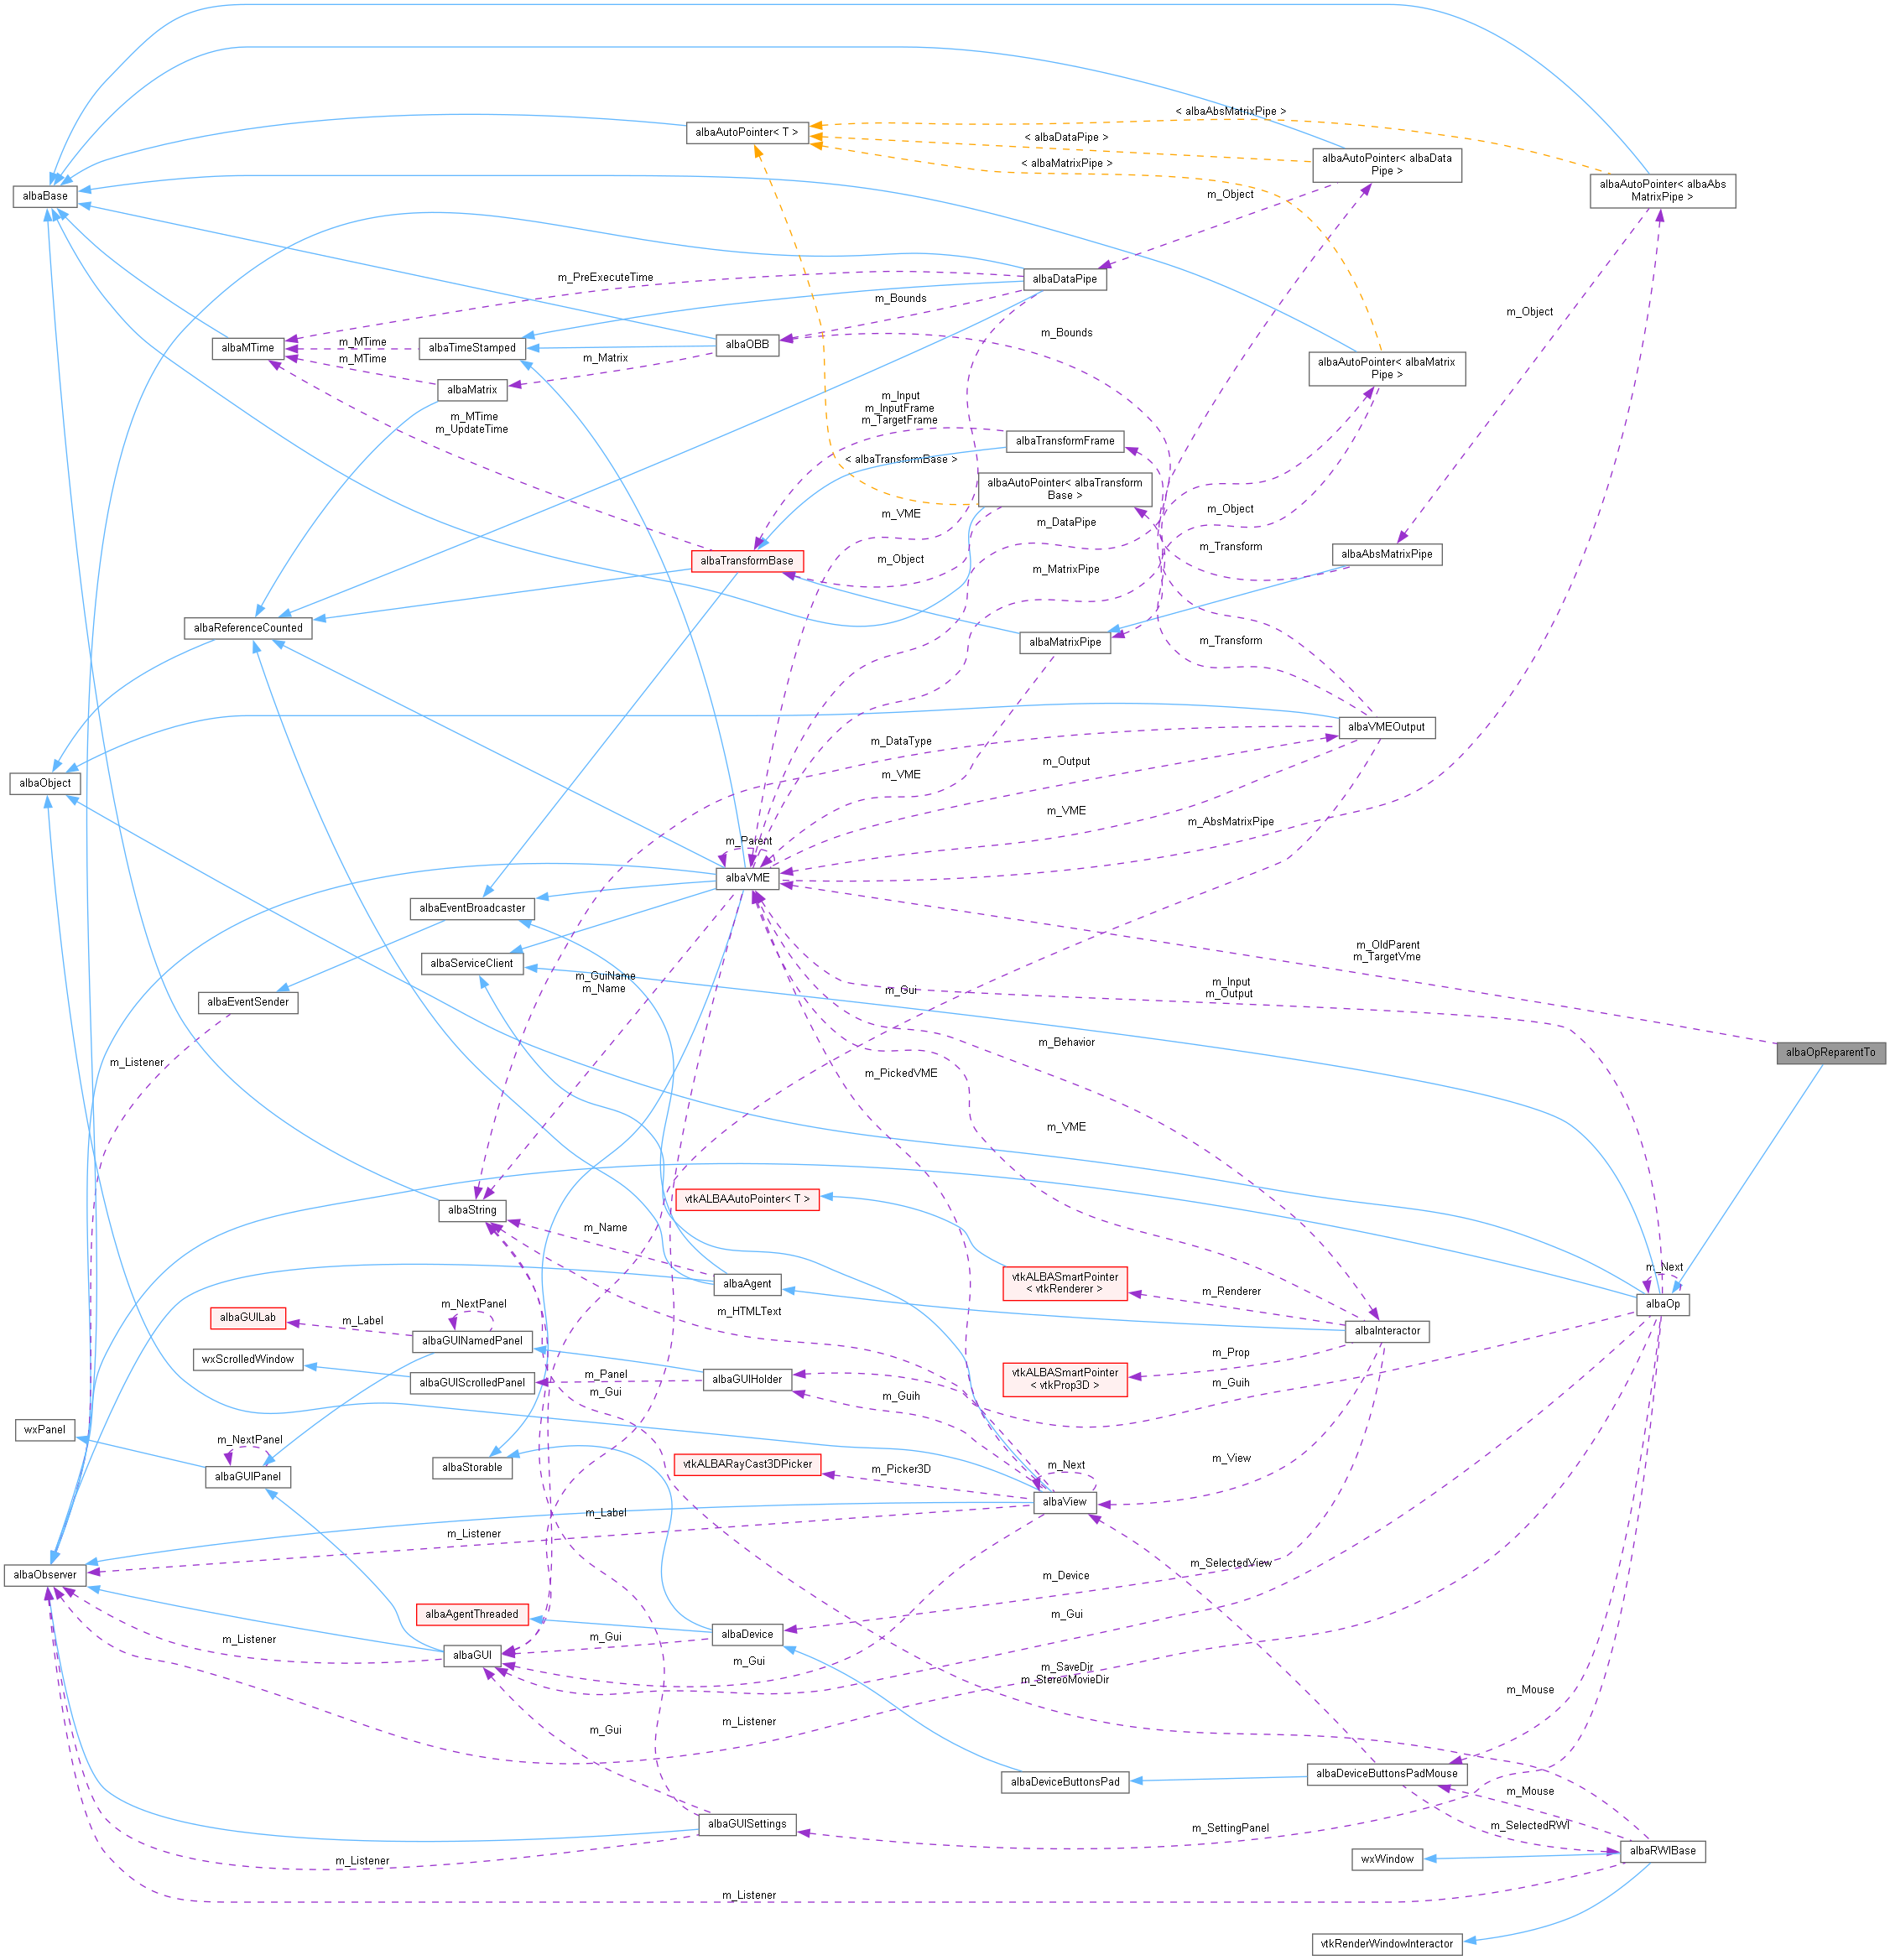 < albaAbsMatrixPipe >
albaAutoPointer< T >
< albaDataPipe >
< albaMatrixPipe >
albaAutoPointer< albaData
Pipe >
albaAutoPointer< albaAbs
MatrixPipe >
albaBase
m_Object
albaDataPipe
m_PreExecuteTime
m_Bounds
m_Object
m_Bounds
albaMTime
m_MTime
m_MTime
albaTimeStamped
albaOBB
m_Matrix
albaAutoPointer< albaMatrix
Pipe >
albaMatrix
m_Input
m_InputFrame
m_TargetFrame
m_MTime
m_UpdateTime
albaTransformFrame
< albaTransformBase >
albaAutoPointer< albaTransform
Base >
m_VME
m_DataPipe
m_Object
m_Transform
albaAbsMatrixPipe
albaTransformBase
m_Object
m_MatrixPipe
albaReferenceCounted
albaMatrixPipe
m_Transform
albaVMEOutput
m_DataType
m_Output
m_VME
albaObject
m_VME
m_AbsMatrixPipe
m_Parent
albaVME
albaEventBroadcaster
m_OldParent
m_TargetVme
albaServiceClient
m_GuiName
m_Name
m_Gui
m_Input
m_Output
albaEventSender
m_Listener
m_Behavior
albaOpReparentTo
m_PickedVME
m_VME
vtkALBAAutoPointer< T >
albaString
m_Name
m_Next
albaAgent
vtkALBASmartPointer
< vtkRenderer >
m_Renderer
albaOp
m_NextPanel
m_HTMLText
albaGUILab
m_Label
albaGUINamedPanel
albaInteractor
wxScrolledWindow
m_Prop
albaGUIScrolledPanel
m_Panel
albaGUIHolder
vtkALBASmartPointer
< vtkProp3D >
m_Guih
m_Gui
m_Guih
wxPanel
m_NextPanel
albaGUIPanel
albaStorable
vtkALBARayCast3DPicker
m_Picker3D
m_Next
m_View
albaView
m_Label
m_Listener
albaObserver
m_SelectedView
m_Device
albaAgentThreaded
m_Gui
m_Listener
m_Gui
albaDevice
albaGUI
m_Gui
m_SaveDir
m_StereoMovieDir
m_Mouse
m_Gui
m_Listener
albaDeviceButtonsPad
albaDeviceButtonsPadMouse
m_Mouse
albaGUISettings
m_SettingPanel
m_SelectedRWI
albaRWIBase
m_Listener
wxWindow
m_Listener
vtkRenderWindowInteractor